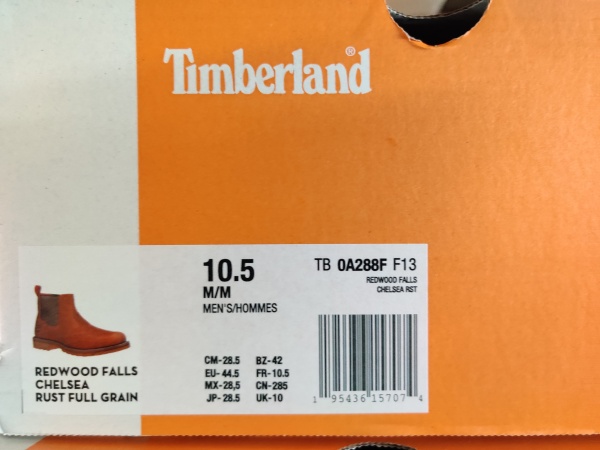 Timberland®
10.5
M/M
MEN'S/HOMMES
TB 0A288F F13
REDWOOD FALLS
CHELSEA RST
REDWOOD FALLS
CHELSEA
RUST FULL GRAIN
CM-28.5 BZ-42
EU-44.5 FR-10.5
MX-28,5 CN-285
JP-28.5 UK-10
1 95436 15707 4